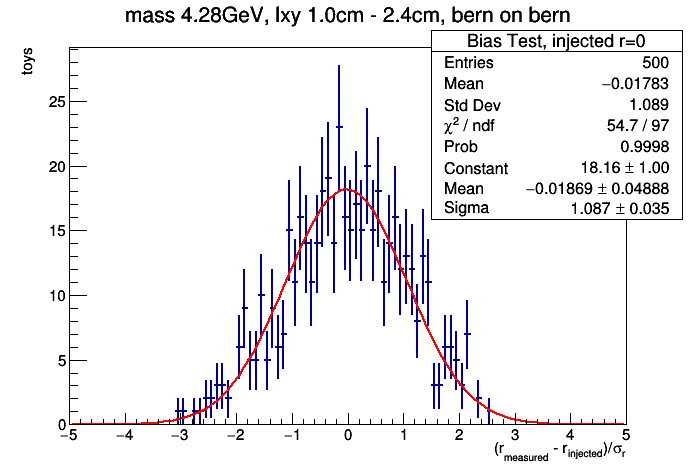 mass 4.28GeV, lxy 1.0cm - 2.4cm, bern on bern
Bias Test, injected r=0
Entries 500
Mean −0.01783
Std Dev 1.089
χ² / ndf 54.7 / 97
Prob 0.9998
Constant 18.16 ± 1.00
Mean −0.01869 ± 0.04888
Sigma 1.087 ± 0.035
toys
25
20
15
10
5
0
−5 −4 −3 −2 −1 0 1 2 3 4 5
(r_measured - r_injected)/σ_r